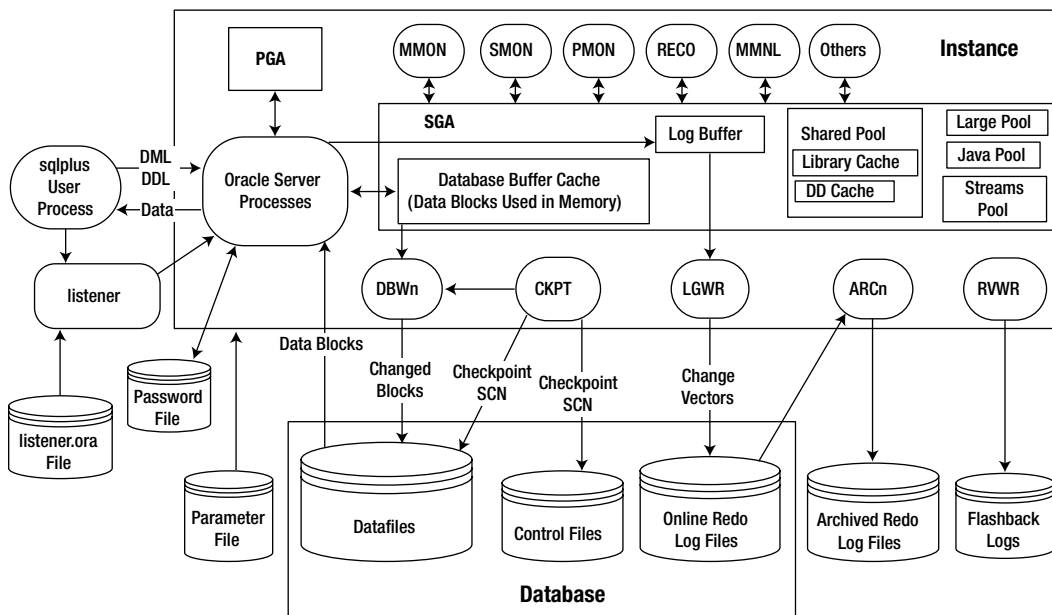 MMON
SMON
PMON
RECO
MMNL
Others
Instance
PGA
SGA
Log Buffer
Shared Pool
Library Cache
DD Cache
Large Pool
Java Pool
Streams
Pool
sqlplus
User
Process
DML
DDL
Data
Oracle Server
Processes
Database Buffer Cache
(Data Blocks Used in Memory)
listener
DBWn
CKPT
LGWR
ARCn
RVWR
Data Blocks
Changed
Blocks
Checkpoint
SCN
Checkpoint
SCN
Change
Vectors
Password
File
listener.ora
File
Parameter
File
Datafiles
Control Files
Online Redo
Log Files
Archived Redo
Log Files
Flashback
Logs
Database